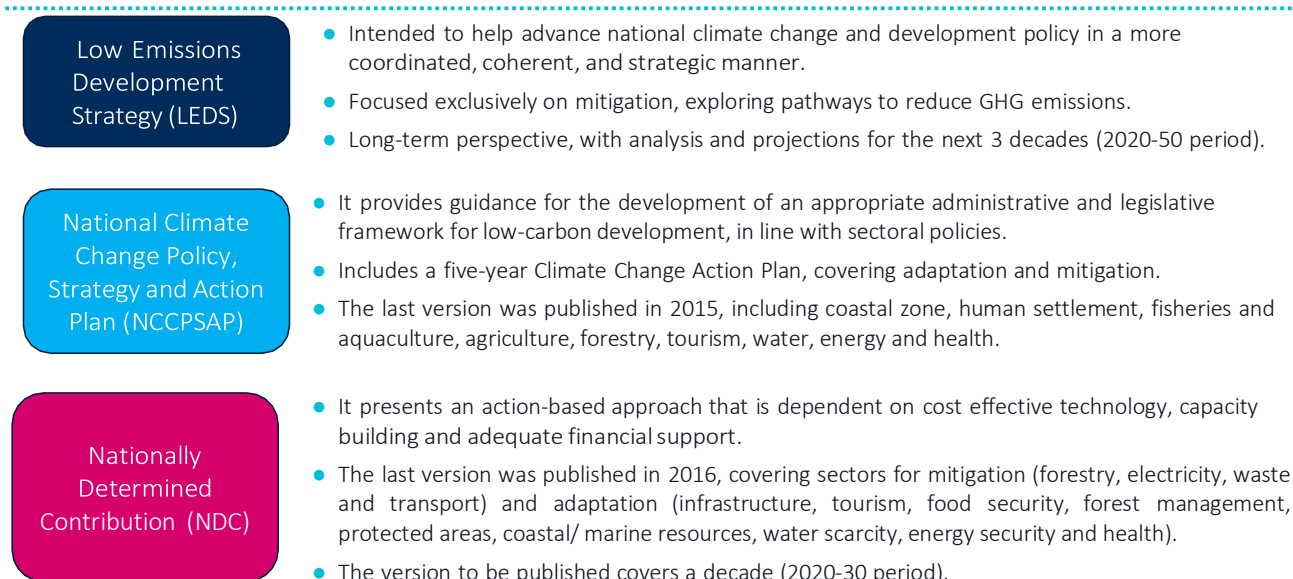 Low Emissions
Development
Strategy (LEDS)
● Intended to help advance national climate change and development policy in a more
coordinated, coherent, and strategic manner.
● Focused exclusively on mitigation, exploring pathways to reduce GHG emissions.
● Long-term perspective, with analysis and projections for the next 3 decades (2020-50 period).
National Climate
Change Policy,
Strategy and Action
Plan (NCCPSAP)
● It provides guidance for the development of an appropriate administrative and legislative
framework for low-carbon development, in line with sectoral policies.
● Includes a five-year Climate Change Action Plan, covering adaptation and mitigation.
● The last version was published in 2015, including coastal zone, human settlement, fisheries and
aquaculture, agriculture, forestry, tourism, water, energy and health.
Nationally
Determined
Contribution (NDC)
● It presents an action-based approach that is dependent on cost effective technology, capacity
building and adequate financial support.
● The last version was published in 2016, covering sectors for mitigation (forestry, electricity, waste
and transport) and adaptation (infrastructure, tourism, food security, forest management,
protected areas, coastal/ marine resources, water scarcity, energy security and health).
● The version to be published covers a decade (2020-30 period).